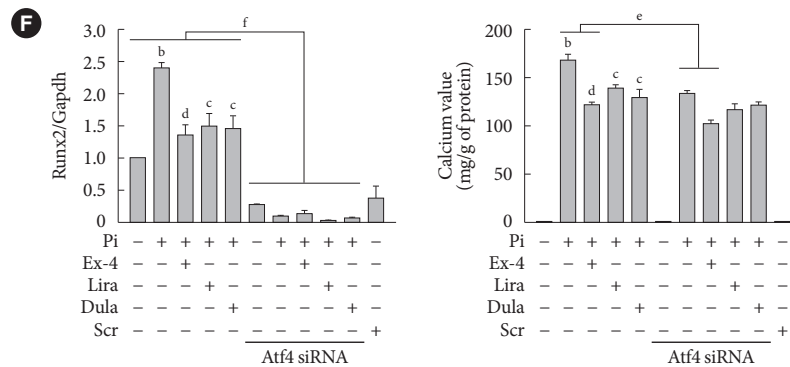 F
Runx2/Gapdh
3.0
2.5
2.0
1.5
1.0
0.5
0.0
b
d
c
c
f
Pi – + + + + – + + + + –
Ex-4 – – + – – – – + – – –
Lira – – – + – – – – + – –
Dula – – – – + – – – – + –
Scr – – – – – – – – – – +
Atf4 siRNA
Calcium value
(mg/g of protein)
200
150
100
50
0
b
d
c
c
e
Pi – + + + + – + + + + –
Ex-4 – – + – – – – + – – –
Lira – – – + – – – – + – –
Dula – – – – + – – – – + –
Scr – – – – – – – – – – +
Atf4 siRNA